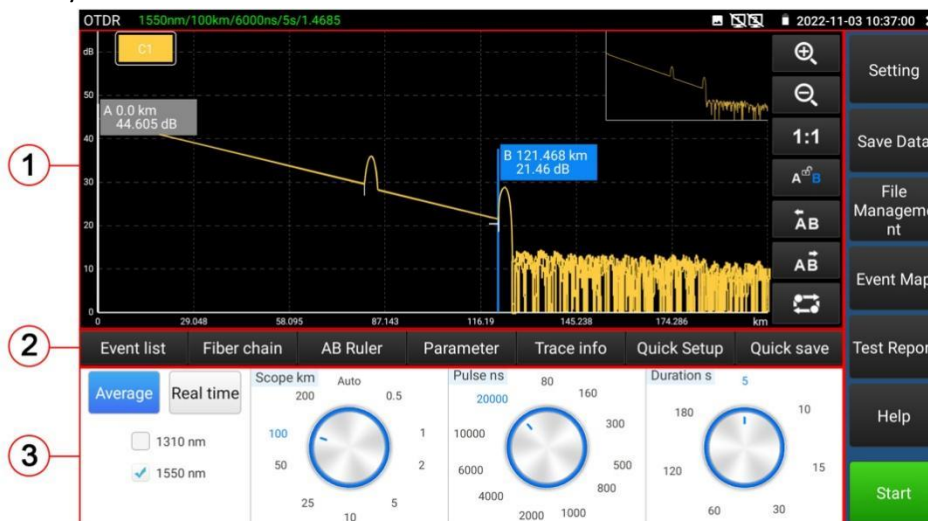 OTDR 1550nm/100km/6000ns/5s/1.4685 2022-11-03 10:37:00
C1
dB
50
40
30
20
10
0
A 0.0 km
44.605 dB
B 121.468 km
21.46 dB
0 29.048 58.095 87.143 116.19 145.238 174.286 km
1:1
A B
AB
AB
Setting
Save Data
File
Manageme
nt
Event Map
Test Repor
Help
Start
1
2
3
Event list Fiber chain AB Ruler Parameter Trace info Quick Setup Quick save
Average Real time
1310 nm
1550 nm
Scope km
Auto
0.5
1
2
5
10
25
50
100
200
Pulse ns
80
160
300
500
800
1000
2000
4000
6000
10000
20000
Duration s
5
10
15
30
60
120
180